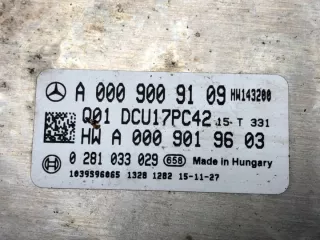 A 000 900 91 09 HW143200
Q01 DCU17PC42 15-T 331
HW A 000 901 96 03
0 281 033 029 658 Made in Hungary
1039S96065 1328 1282 15-11-27